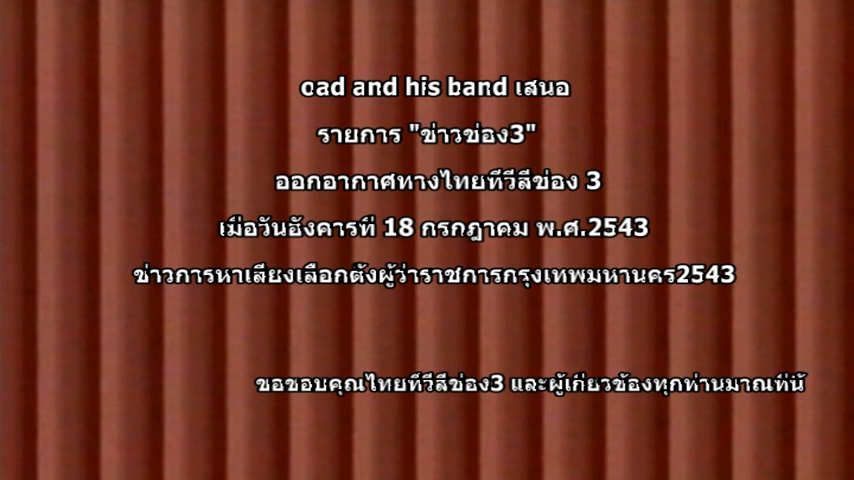 oad and his band เสนอ
รายการ "ข่าวช่อง3"
ออกอากาศทางไทยทีวีสีช่อง 3
เมื่อวันอังคารที่ 18 กรกฎาคม พ.ศ.2543
ข่าวการหาเสียงเลือกตั้งผู้ว่าราชการกรุงเทพมหานคร2543
ขอขอบคุณไทยทีวีสีช่อง3 และผู้เกี่ยวข้องทุกท่านมาณที่นี้